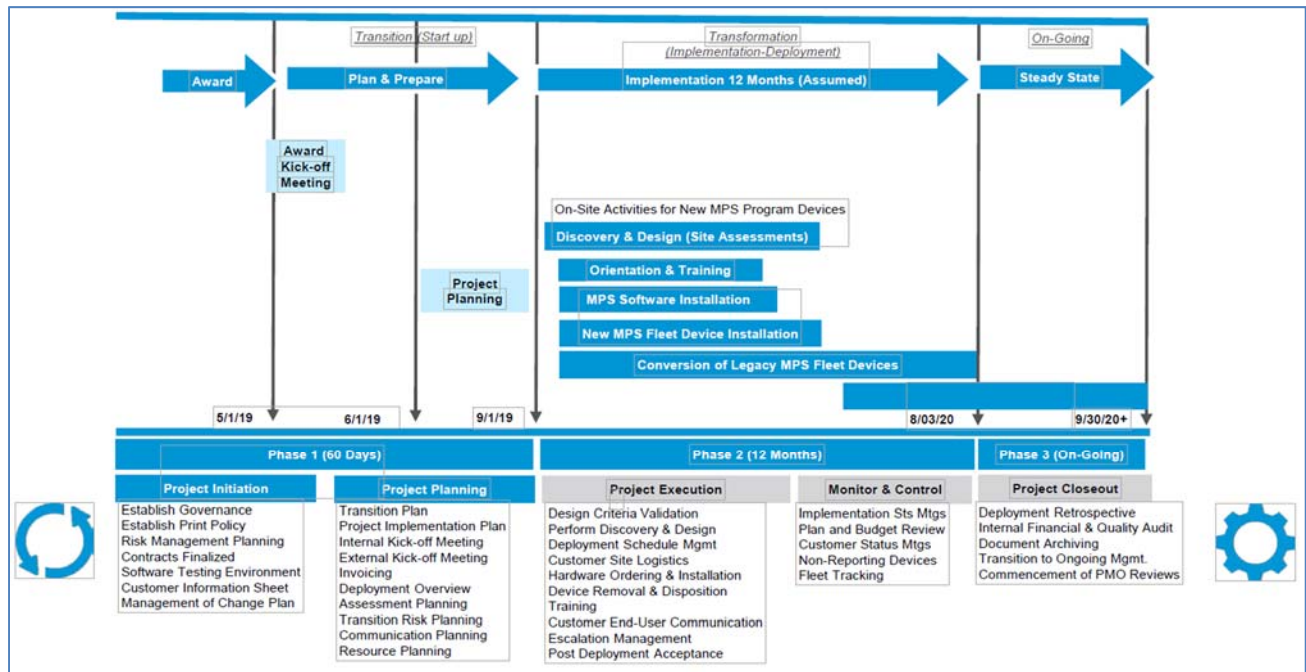 Transition (Start up)
Transformation
(Implementation-Deployment)
On-Going
Award
Plan & Prepare
Implementation 12 Months (Assumed)
Steady State
Award
Kick-off
Meeting
On-Site Activities for New MPS Program Devices
Discovery & Design (Site Assessments)
Orientation & Training
Project
Planning
MPS Software Installation
New MPS Fleet Device Installation
Conversion of Legacy MPS Fleet Devices
5/1/19
6/1/19
9/1/19
8/03/20
9/30/20+
Phase 1 (60 Days)
Phase 2 (12 Months)
Phase 3 (On-Going)
Project Initiation
Establish Governance
Establish Print Policy
Risk Management Planning
Contracts Finalized
Software Testing Environment
Customer Information Sheet
Management of Change Plan
Project Planning
Transition Plan
Project Implementation Plan
Internal Kick-off Meeting
External Kick-off Meeting
Invoicing
Deployment Overview
Assessment Planning
Transition Risk Planning
Communication Planning
Resource Planning
Project Execution
Design Criteria Validation
Perform Discovery & Design
Deployment Schedule Mgmt
Customer Site Logistics
Hardware Ordering & Installation
Device Removal & Disposition
Training
Customer End-User Communication
Escalation Management
Post Deployment Acceptance
Monitor & Control
Implementation Sts Mtgs
Plan and Budget Review
Customer Status Mtgs
Non-Reporting Devices
Fleet Tracking
Project Closeout
Deployment Retrospective
Internal Financial & Quality Audit
Document Archiving
Transition to Ongoing Mgmt.
Commencement of PMO Reviews